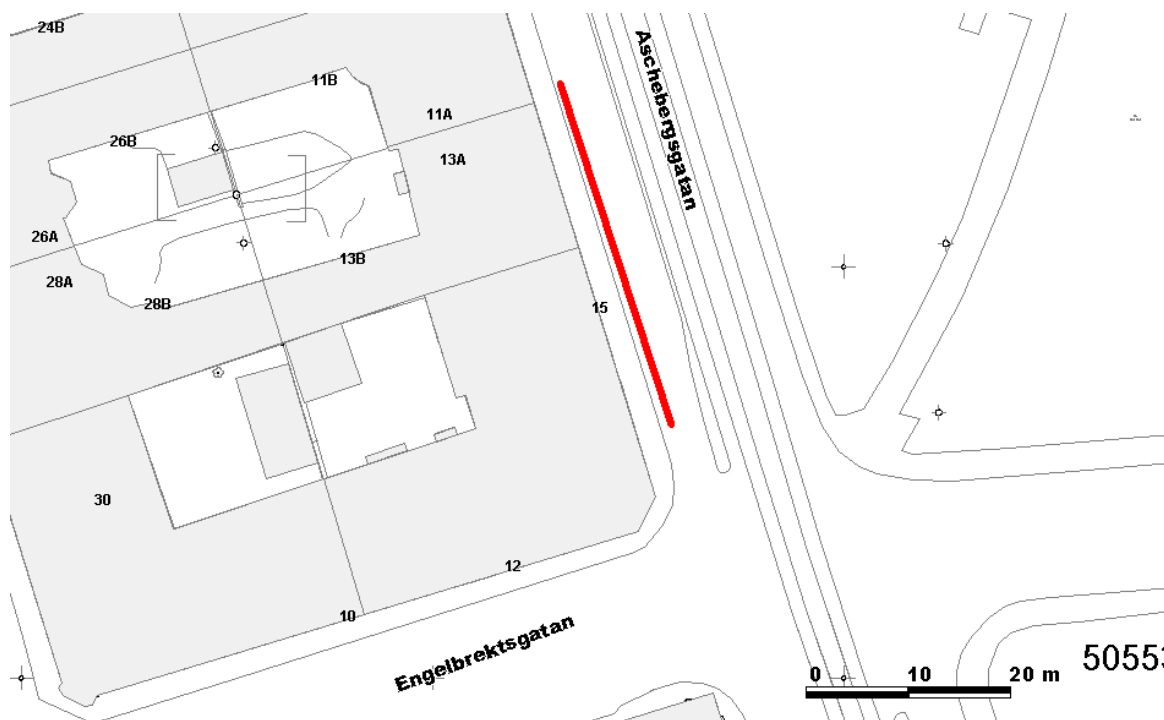 24B
11B
11A
26B
13A
26A
13B
28A
28B
15
30
12
10
Aschebergsgatan
Engelbrektsgatan
0 10 20 m
50553